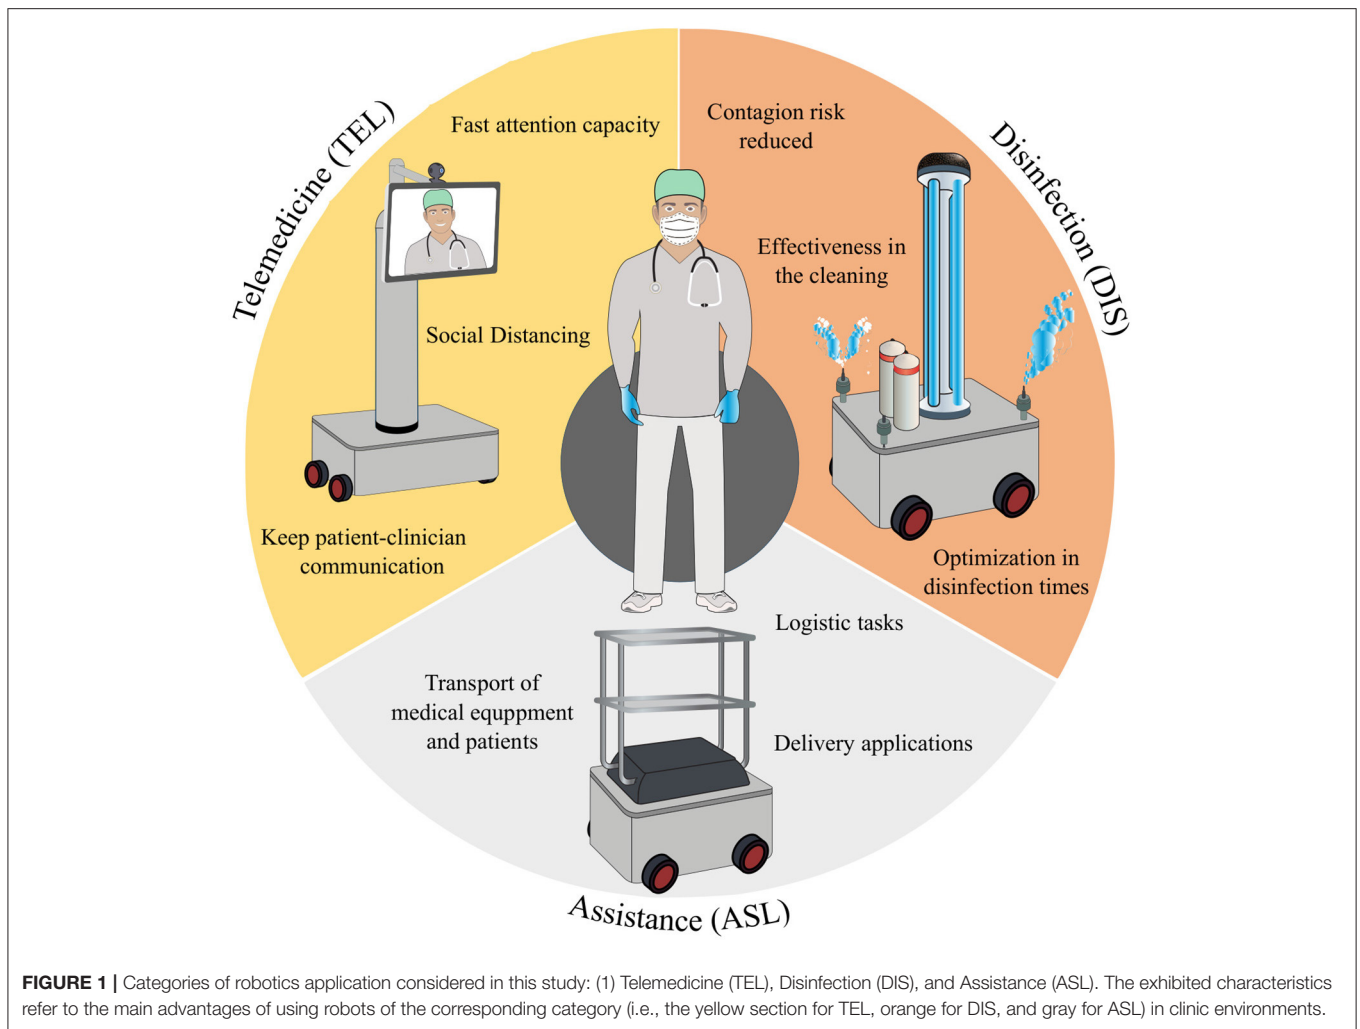 Telemedicine (TEL)
Fast attention capacity
Social Distancing
Keep patient-clinician
communication
Contagion risk
reduced
Disinfection (DIS)
Effectiveness in
the cleaning
Optimization in
disinfection times
Logistic tasks
Transport of
medical equppment
and patients
Delivery applications
Assistance (ASL)
FIGURE 1 | Categories of robotics application considered in this study: (1) Telemedicine (TEL), Disinfection (DIS), and Assistance (ASL). The exhibited characteristics
refer to the main advantages of using robots of the corresponding category (i.e., the yellow section for TEL, orange for DIS, and gray for ASL) in clinic environments.